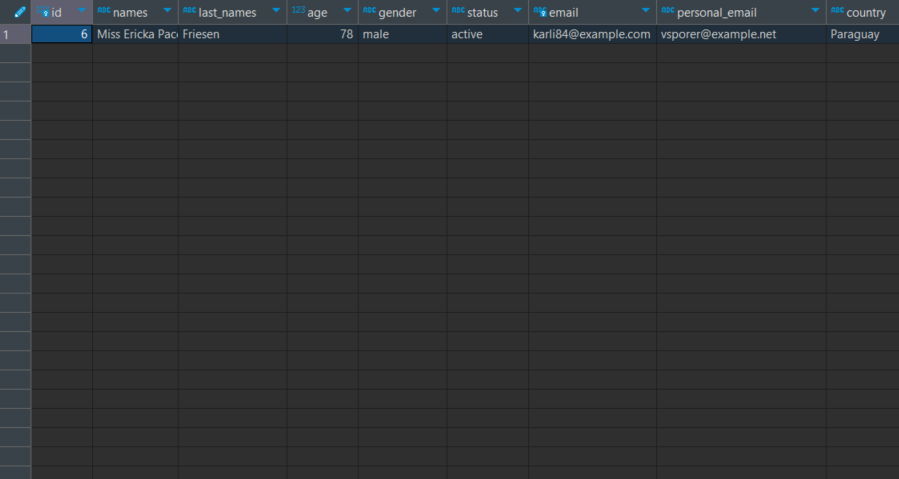 id names last_names 123 age gender status email personal_email country
1 6 Miss Ericka Friesen 78 male active karli84@example.com vsporer@example.net Paraguay